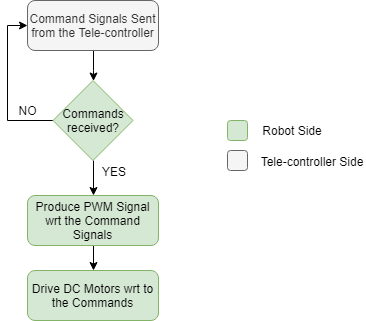 Command Signals Sent
from the Tele-controller
NO
Commands
received?
YES
Robot Side
Tele-controller Side
Produce PWM Signal
wrt the Command
Signals
Drive DC Motors wrt to
the Commands